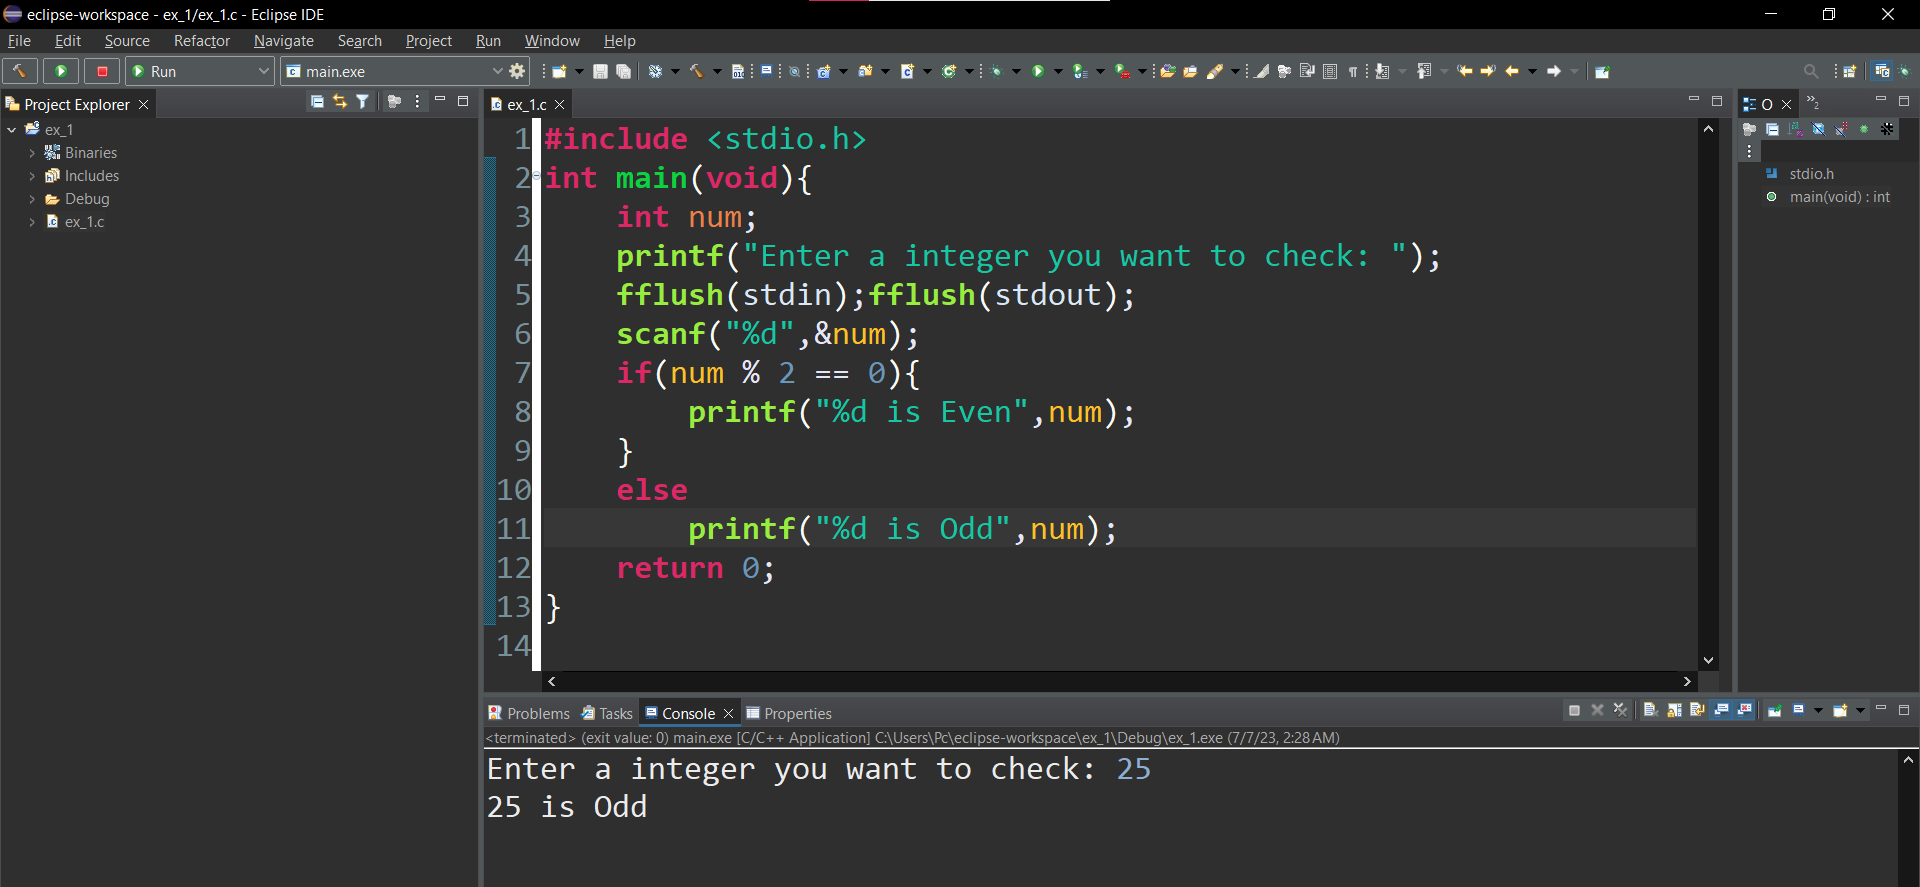 eclipse-workspace - ex_1/ex_1.c - Eclipse IDE
File Edit Source Refactor Navigate Search Project Run Window Help
Run main.exe
Project Explorer
ex_1
Binaries
Includes
Debug
ex_1.c
ex_1.c
1 #include <stdio.h>
2 int main(void){
3     int num;
4     printf("Enter a integer you want to check: ");
5     fflush(stdin);fflush(stdout);
6     scanf("%d",&num);
7     if(num % 2 == 0){
8         printf("%d is Even",num);
9     }
10     else
11         printf("%d is Odd",num);
12     return 0;
13 }
14
O »2
stdio.h
main(void) : int
Problems Tasks Console Properties
<terminated> (exit value: 0) main.exe [C/C++ Application] C:\Users\Pc\eclipse-workspace\ex_1\Debug\ex_1.exe (7/7/23, 2:28 AM)
Enter a integer you want to check: 25
25 is Odd